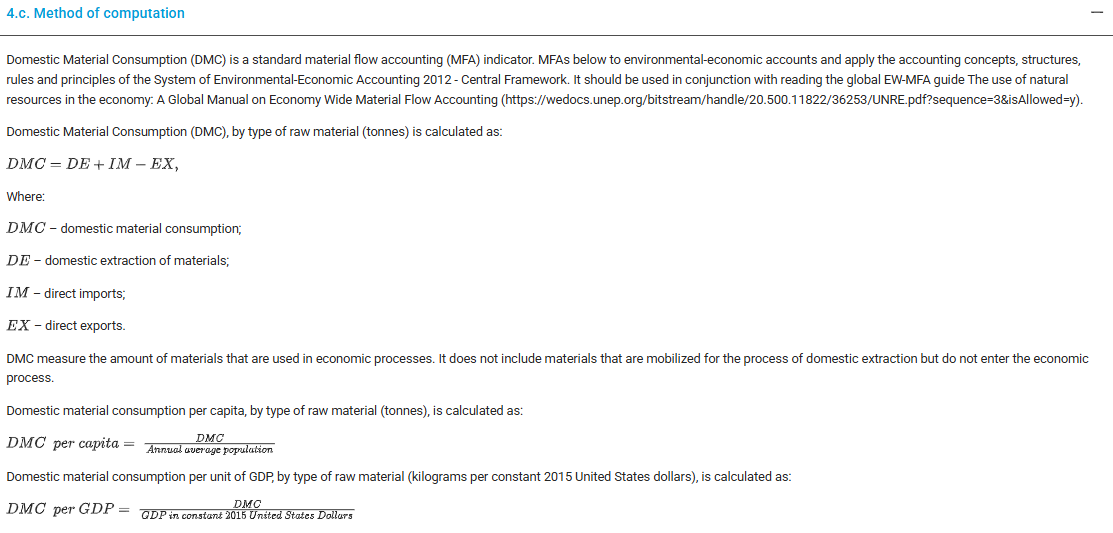 4.c. Method of computation
Domestic Material Consumption (DMC) is a standard material flow accounting (MFA) indicator. MFAs below to environmental-economic accounts and apply the accounting concepts, structures,
rules and principles of the System of Environmental-Economic Accounting 2012 - Central Framework. It should be used in conjunction with reading the global EW-MFA guide The use of natural
resources in the economy: A Global Manual on Economy Wide Material Flow Accounting (https://wedocs.unep.org/bitstream/handle/20.500.11822/36253/UNRE.pdf?sequence=3&isAllowed=y).
Domestic Material Consumption (DMC), by type of raw material (tonnes) is calculated as:
DMC = DE + IM − EX,
Where:
DMC – domestic material consumption;
DE – domestic extraction of materials;
IM – direct imports;
EX – direct exports.
DMC measure the amount of materials that are used in economic processes. It does not include materials that are mobilized for the process of domestic extraction but do not enter the economic
process.
Domestic material consumption per capita, by type of raw material (tonnes), is calculated as:
DMC per capita = DMC / Annual average population
Domestic material consumption per unit of GDP, by type of raw material (kilograms per constant 2015 United States dollars), is calculated as:
DMC per GDP = DMC / GDP in constant 2015 United States Dollars